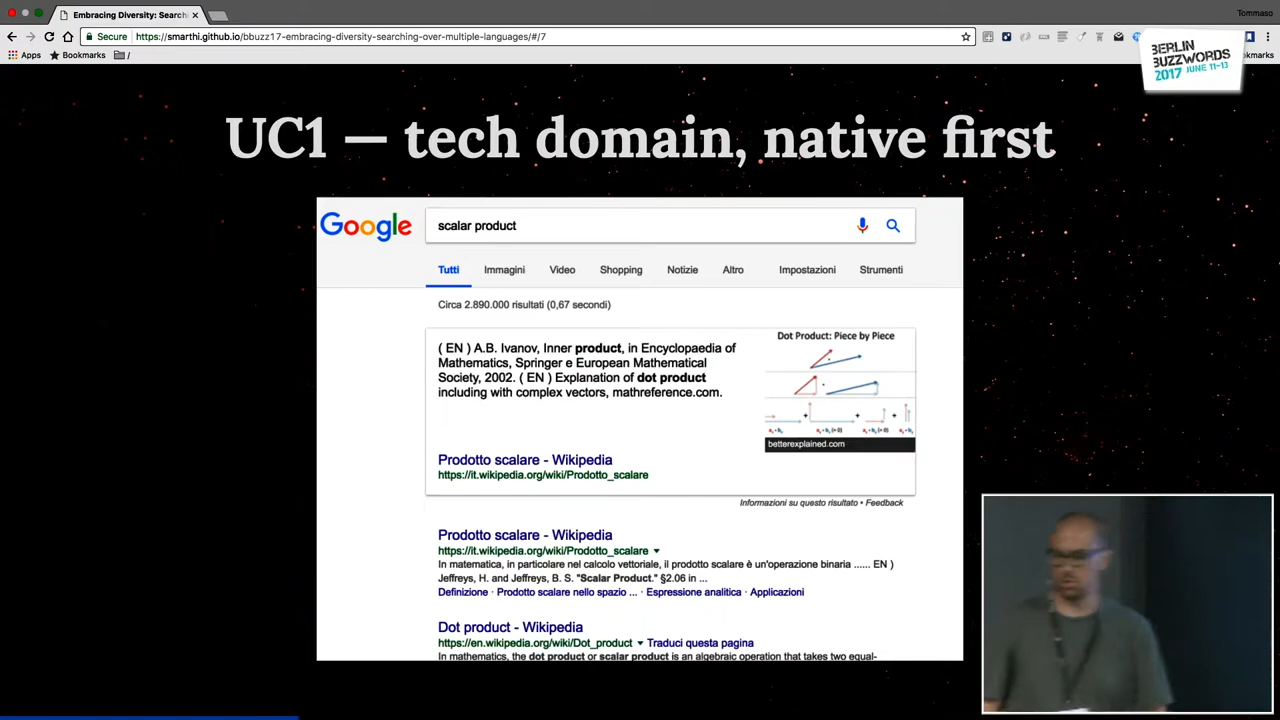 Embracing Diversity: Search
Tommaso
Secure
https://smarthi.github.io/bbuzz17-embracing-diversity-searching-over-multiple-languages/#/7
Apps
Bookmarks
/
okmarks
BERLIN
BUZZWORDS
2017 JUNE 11-13
UC1 — tech domain, native first
Google
scalar product
Tutti Immagini Video Shopping Notizie Altro Impostazioni Strumenti
Circa 2.890.000 risultati (0,67 secondi)
( EN ) A.B. Ivanov, Inner product, in Encyclopaedia of
Mathematics, Springer e European Mathematical
Society, 2002. ( EN ) Explanation of dot product
including with complex vectors, mathreference.com.
Dot Product: Piece by Piece
betterexplained.com
Prodotto scalare - Wikipedia
https://it.wikipedia.org/wiki/Prodotto_scalare
Informazioni su questo risultato • Feedback
Prodotto scalare - Wikipedia
https://it.wikipedia.org/wiki/Prodotto_scalare
In matematica, in particolare nel calcolo vettoriale, il prodotto scalare è un'operazione binaria ...... EN )
Jeffreys, H. and Jeffreys, B. S. "Scalar Product." §2.06 in ...
Definizione · Prodotto scalare nello spazio ... · Espressione analitica · Applicazioni
Dot product - Wikipedia
https://en.wikipedia.org/wiki/Dot_product Traduci questa pagina
In mathematics, the dot product or scalar product is an algebraic operation that takes two equal-